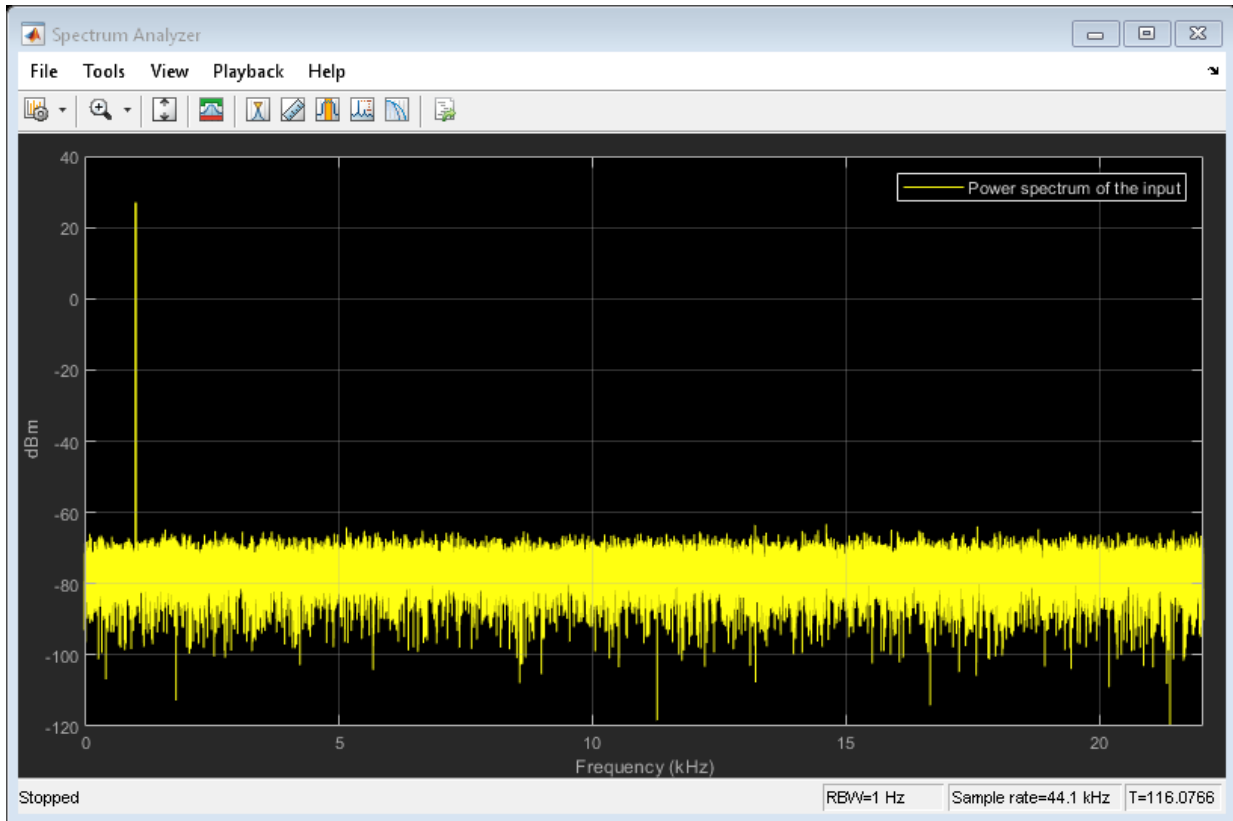 Spectrum Analyzer
File Tools View Playback Help
40
Power spectrum of the input
20
0
-20
dBm
-40
-60
-80
-100
-120
0 5 10 15 20
Frequency (kHz)
Stopped RBW=1 Hz Sample rate=44.1 kHz T=116.0766